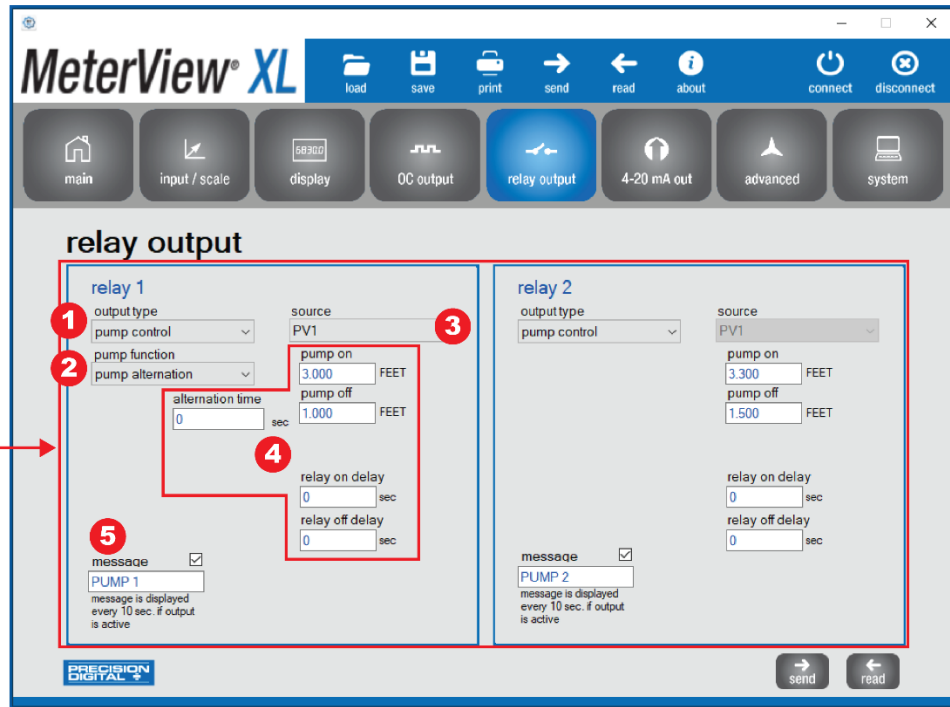 MeterView® XL
load
save
print
send
read
about
connect
disconnect
main
input / scale
58300
display
OC output
relay output
4-20 mA out
advanced
system
relay output
relay 1
1
output type
pump control
source
PV1
3
2
pump function
pump alternation
alternation time
0
sec
pump on
3.000
FEET
pump off
1.000
FEET
4
relay on delay
0
sec
relay off delay
0
sec
5
message
PUMP 1
message is displayed
every 10 sec. if output
is active
relay 2
output type
pump control
source
PV1
pump on
3.300
FEET
pump off
1.500
FEET
relay on delay
0
sec
relay off delay
0
sec
message
PUMP 2
message is displayed
every 10 sec. if output
is active
PRECISION
DIGITAL
send
read